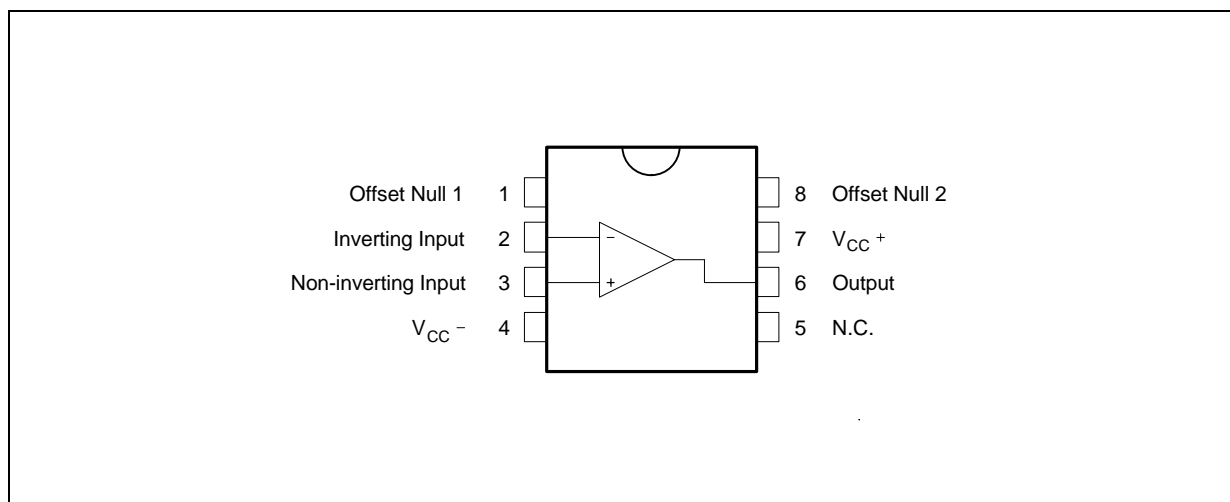 Offset Null 1 1
8 Offset Null 2
Inverting Input 2
−
7 VCC +
Non-inverting Input 3
+
6 Output
VCC − 4
5 N.C.